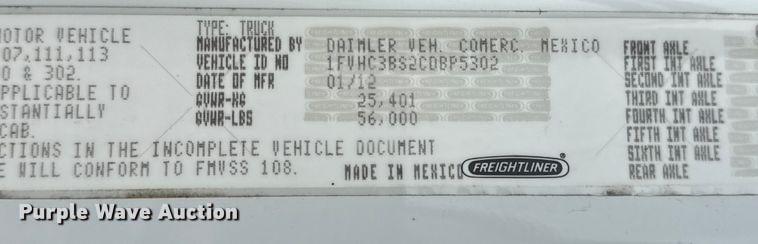 MOTOR VEHICLE
07,111,113
0 & 302.
APPLICABLE TO
STANTIALLY
CAB.
CTIONS IN THE INCOMPLETE VEHICLE DOCUMENT
E WILL CONFORM TO FMVSS 108.
TYPE: TRUCK
MANUFACTURED BY DAIMLER VEH. COMERC. MEXICO
VEHICLE ID NO 1FVHC3BS2CDBP5302
DATE OF MFR 01/12
GVWR-KG 25,401
GVWR-LBS 56,000
MADE IN MEXICO FREIGHTLINER
FRONT AXLE
FIRST INT AXLE
SECOND INT AXLE
THIRD INT AXLE
FOURTH INT AXLE
FIFTH INT AXLE
SIXTH INT AXLE
REAR AXLE
Purple Wave Auction